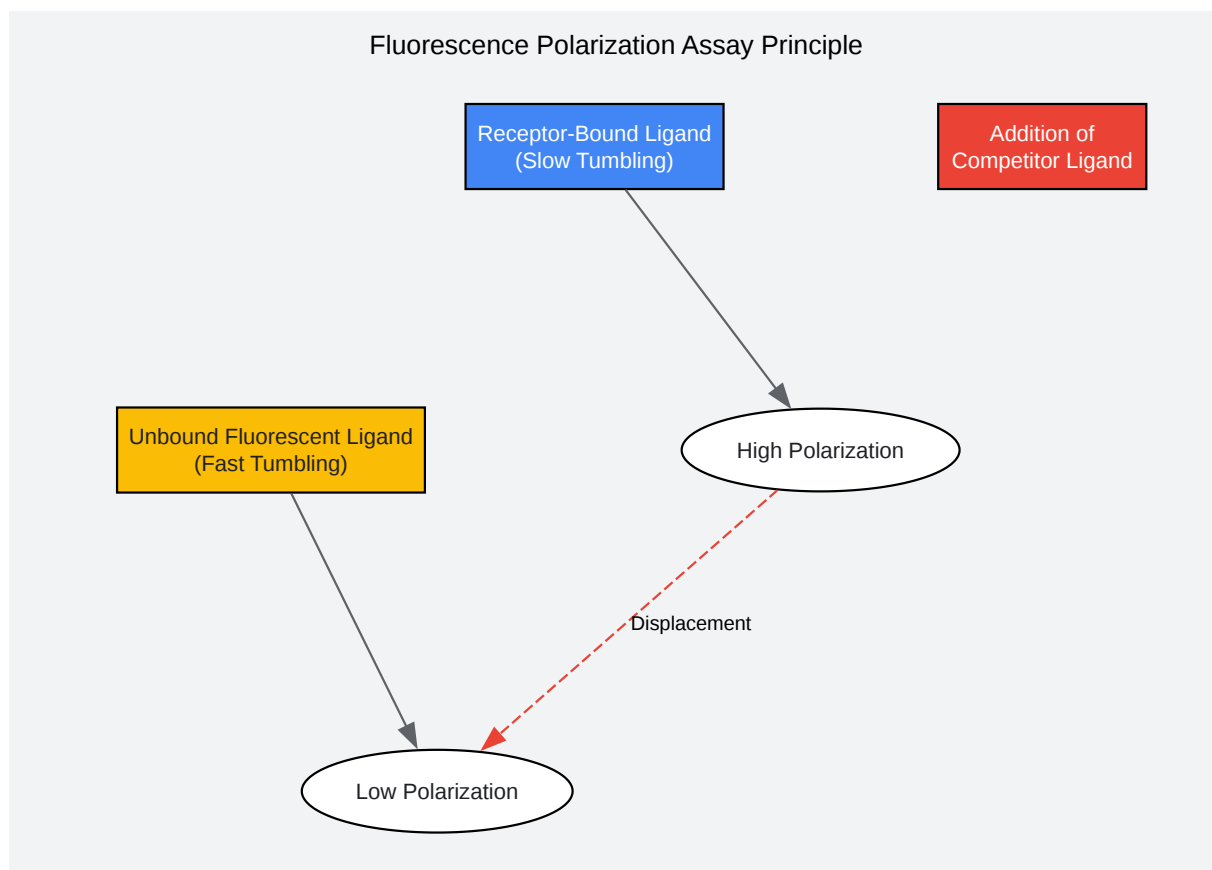 Fluorescence Polarization Assay Principle
Receptor-Bound Ligand
(Slow Tumbling)
Addition of
Competitor Ligand
Unbound Fluorescent Ligand
(Fast Tumbling)
High Polarization
Displacement
Low Polarization